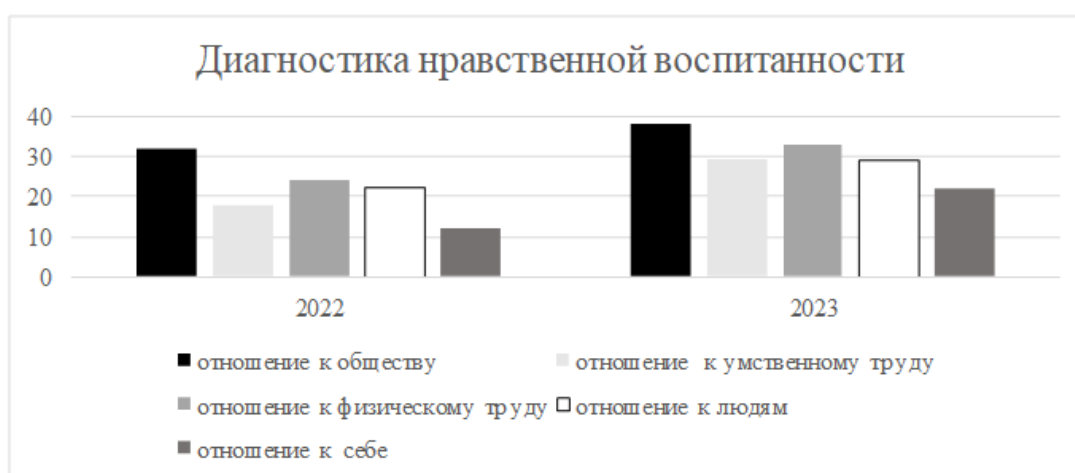 Диагностика нравственной воспитанности
40
30
20
10
0
2022 2023
отношение к обществу отношение к умственному труду
отношение к физическому труду отношение к людям
отношение к себе